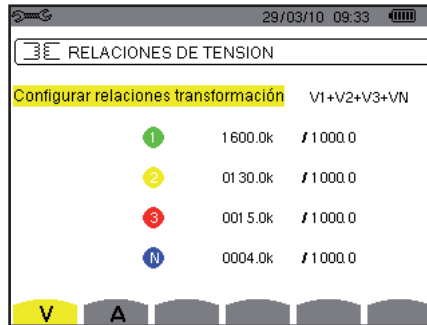 29/03/10 09:33
RELACIONES DE TENSION
Configurar relaciones transformación V1+V2+V3+VN
1 1600.0k / 1000.0
2 0130.0k / 1000.0
3 0015.0k / 1000.0
N 0004.0k / 1000.0
V A